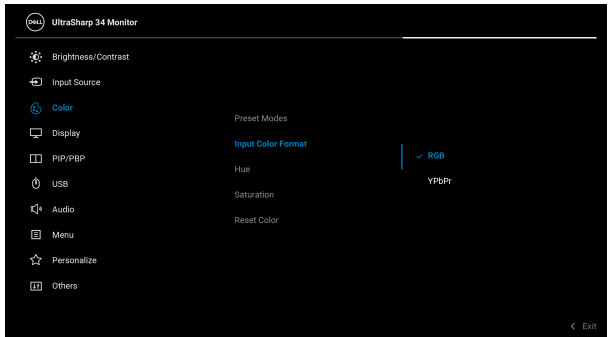 DELL
UltraSharp 34 Monitor
Brightness/Contrast
Input Source
Color
Display
PIP/PBP
USB
Audio
Menu
Personalize
Others
Preset Modes
Input Color Format
Hue
Saturation
Reset Color
RGB
YPbPr
Exit